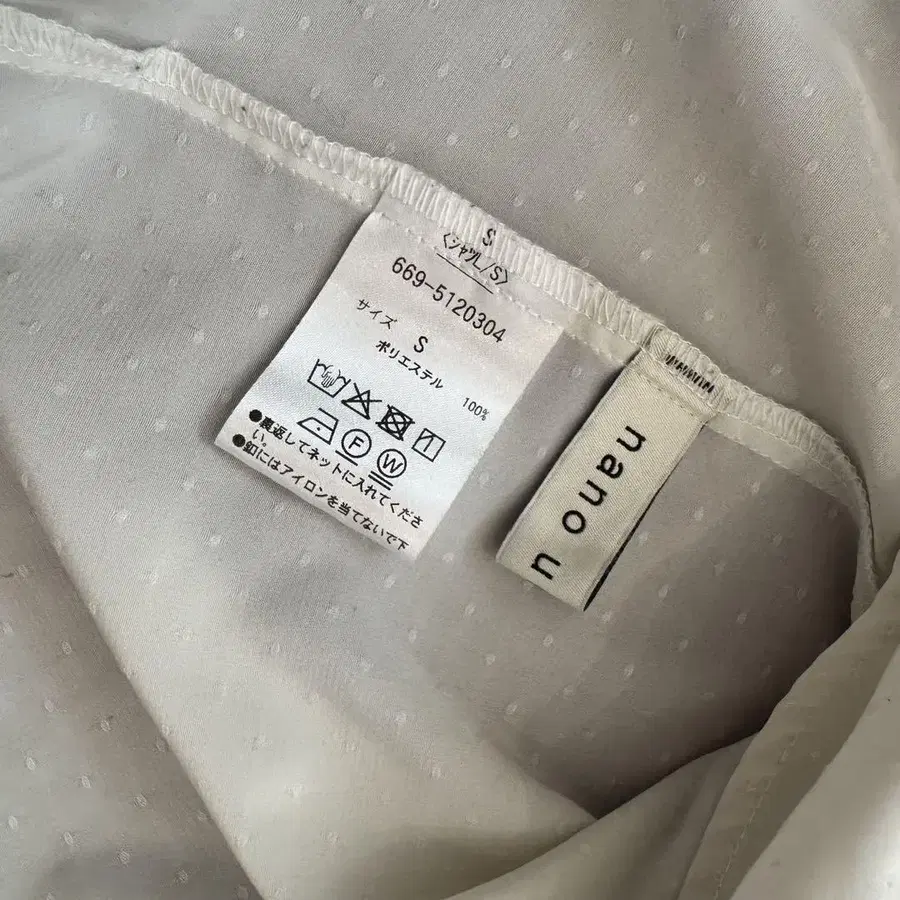 S
〈シャツL/S〉
669-5120304
サイズ S
ポリエステル
100%
F
W
●裏返してネットに入れてくださ
い。
●釦にはアイロンを当てないで下
nano u